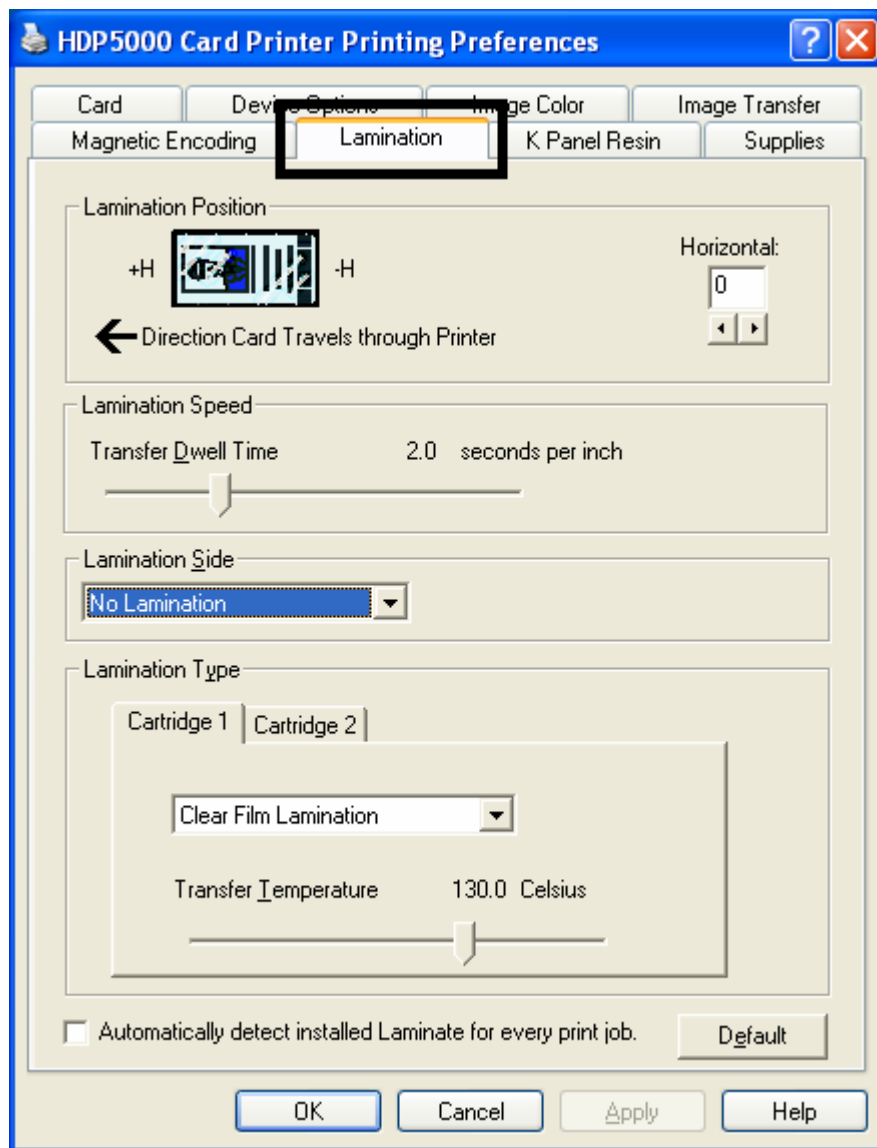 HDP5000 Card Printer Printing Preferences
Card Device Options Image Color Image Transfer
Magnetic Encoding Lamination K Panel Resin Supplies
Lamination Position
Horizontal:
+H -H
0
Direction Card Travels through Printer
Lamination Speed
Transfer Dwell Time 2.0 seconds per inch
Lamination Side
No Lamination
Lamination Type
Cartridge 1 Cartridge 2
Clear Film Lamination
Transfer Temperature 130.0 Celsius
Automatically detect installed Laminate for every print job. Default
OK Cancel Apply Help